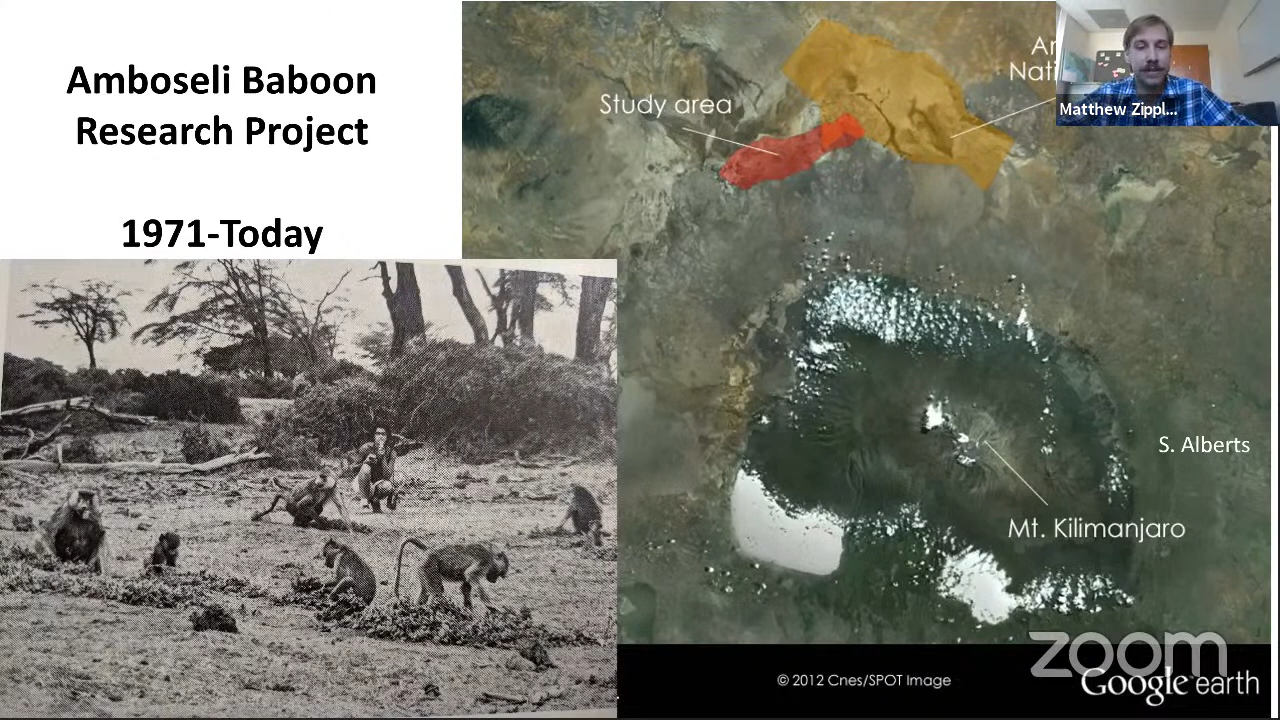 Amboseli Baboon
Research Project
1971-Today
Study area
Nati
Matthew Zippl...
S. Alberts
Mt. Kilimanjaro
zoom
© 2012 Cnes/SPOT Image
Google earth